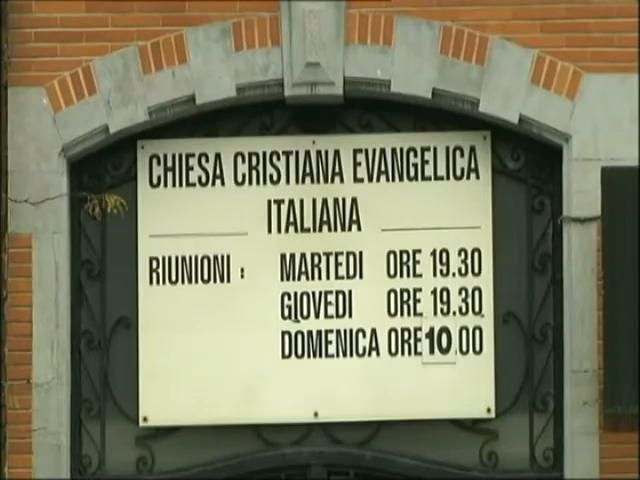 CHIESA CRISTIANA EVANGELICA
ITALIANA
RIUNIONI : MARTEDI ORE 19.30
GIOVEDI ORE 19.30
DOMENICA ORE 10.00